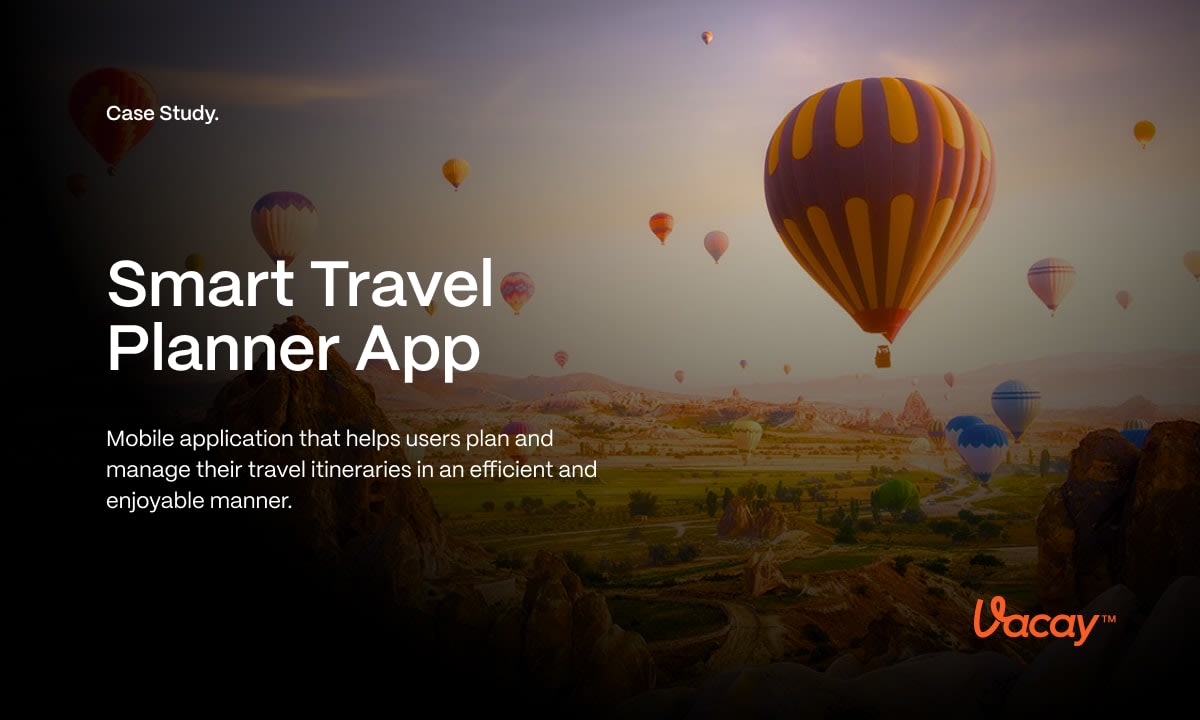 Case Study.
Smart Travel
Planner App
Mobile application that helps users plan and
manage their travel itineraries in an efficient and
enjoyable manner.
Vacay™